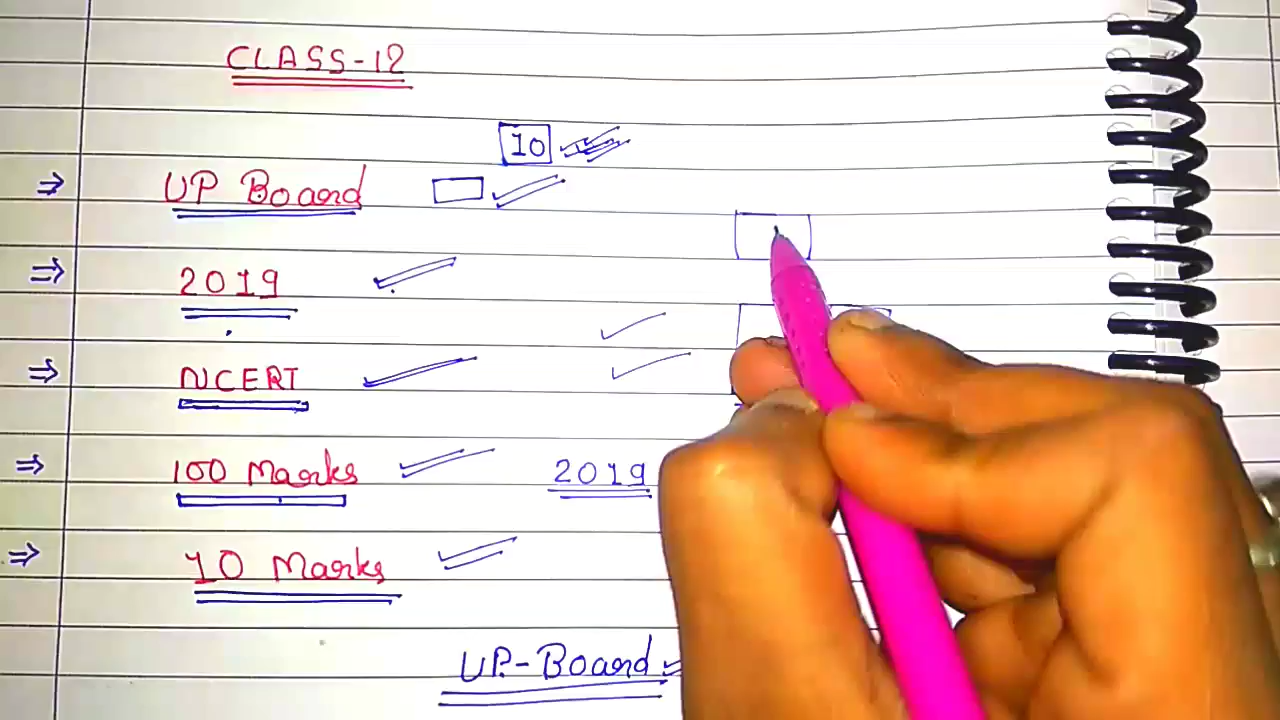 CLASS-12
10
⇒ UP Board
⇒ 2019
⇒ NCERT
⇒ 100 Marks
2019
⇒ 10 Marks
UP-Board